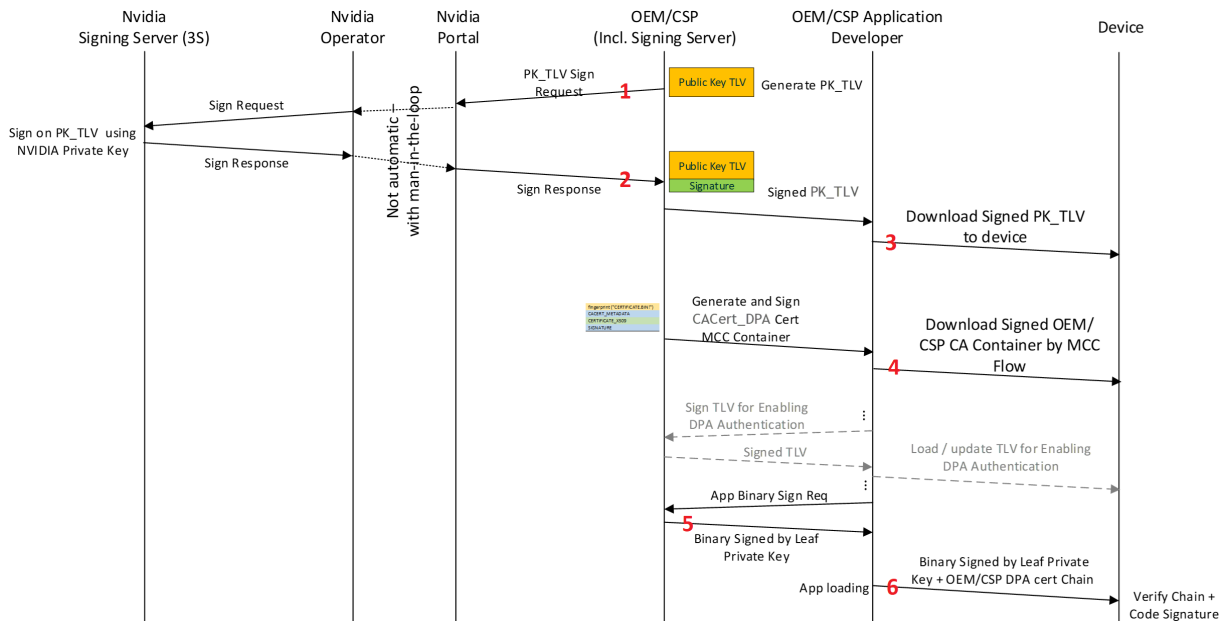 Nvidia
Signing Server (3S)
Nvidia
Operator
Nvidia
Portal
OEM/CSP
(Incl. Signing Server)
OEM/CSP Application
Developer
Device
PK_TLV Sign
Request
1
Public Key TLV
Generate PK_TLV
Sign Request
Sign on PK_TLV using
NVIDIA Private Key
Sign Response
Not automatic –
with man-in-the-loop
Sign Response
2
Public Key TLV
Signature
Signed PK_TLV
3
Download Signed PK_TLV
to device
fingerprint ("CERTIFICATE.BIN!")
CACERT_METADATA
CERTIFICATE_X509
SIGNATURE
Generate and Sign
CACert_DPA Cert
MCC Container
4
Download Signed OEM/
CSP CA Container by MCC
Flow
Sign TLV for Enabling
DPA Authentication
Signed TLV
Load / update TLV for Enabling
DPA Authentication
App Binary Sign Req
5
Binary Signed by Leaf
Private Key
App loading
6
Binary Signed by Leaf Private
Key + OEM/CSP DPA cert Chain
Verify Chain +
Code Signature